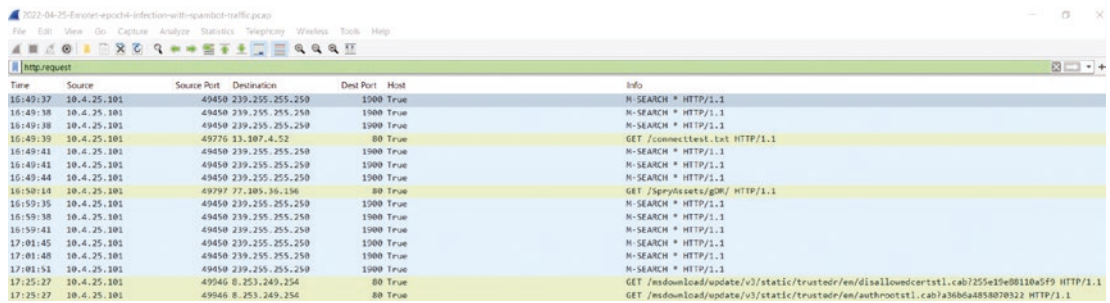 2022-04-25-Emotet-epoch4-infection-with-spambot-traffic.pcap
File Edit View Go Capture Analyze Statistics Telephony Wireless Tools Help
http.request
Time Source Source Port Destination Dest Port Host Info
16:49:37 10.4.25.101 49450 239.255.255.250 1900 True M-SEARCH * HTTP/1.1
16:49:38 10.4.25.101 49450 239.255.255.250 1900 True M-SEARCH * HTTP/1.1
16:49:38 10.4.25.101 49450 239.255.255.250 1900 True M-SEARCH * HTTP/1.1
16:49:39 10.4.25.101 49776 13.107.4.52 80 True GET /connecttest.txt HTTP/1.1
16:49:41 10.4.25.101 49450 239.255.255.250 1900 True M-SEARCH * HTTP/1.1
16:49:41 10.4.25.101 49450 239.255.255.250 1900 True M-SEARCH * HTTP/1.1
16:49:44 10.4.25.101 49450 239.255.255.250 1900 True M-SEARCH * HTTP/1.1
16:50:14 10.4.25.101 49797 77.105.36.156 80 True GET /SpryAssets/gDR/ HTTP/1.1
16:59:35 10.4.25.101 49450 239.255.255.250 1900 True M-SEARCH * HTTP/1.1
16:59:38 10.4.25.101 49450 239.255.255.250 1900 True M-SEARCH * HTTP/1.1
16:59:41 10.4.25.101 49450 239.255.255.250 1900 True M-SEARCH * HTTP/1.1
17:01:45 10.4.25.101 49450 239.255.255.250 1900 True M-SEARCH * HTTP/1.1
17:01:48 10.4.25.101 49450 239.255.255.250 1900 True M-SEARCH * HTTP/1.1
17:01:51 10.4.25.101 49450 239.255.255.250 1900 True M-SEARCH * HTTP/1.1
17:25:27 10.4.25.101 49946 8.253.249.254 80 True GET /msdownload/update/v3/static/trustedr/en/disallowedcertstl.cab?255e19e88110a5f9 HTTP/1.1
17:25:27 10.4.25.101 49946 8.253.249.254 80 True GET /msdownload/update/v3/static/trustedr/en/authrootstl.cab?a36b6a4858070322 HTTP/1.1